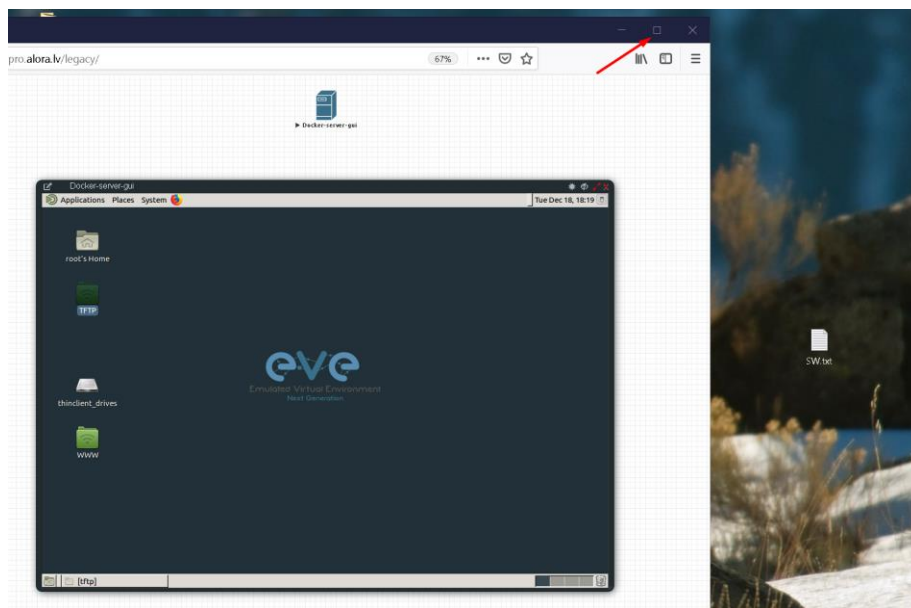 pro.alora.lv/legacy/
67%
Docker-server-gui
Docker-server-gui
Applications Places System
Tue Dec 18, 18:19
root's Home
TFTP
eve
Emulated Virtual Environment
Next Generation
thinclient_drives
WWW
[tftp]
SW.txt